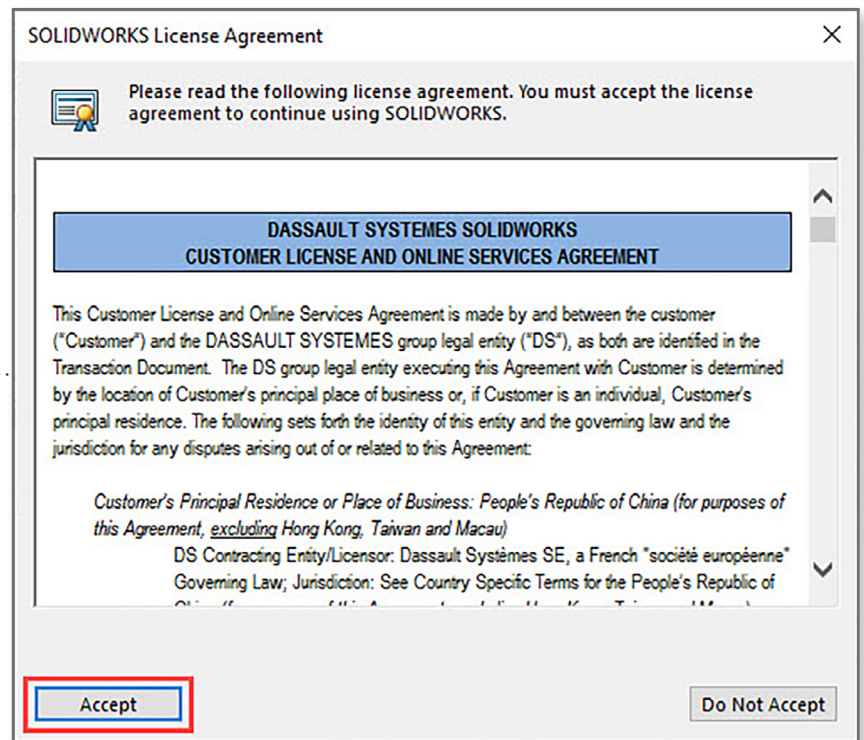 SOLIDWORKS License Agreement
Please read the following license agreement. You must accept the license
agreement to continue using SOLIDWORKS.
DASSAULT SYSTEMES SOLIDWORKS
CUSTOMER LICENSE AND ONLINE SERVICES AGREEMENT
This Customer License and Online Services Agreement is made by and between the customer
("Customer") and the DASSAULT SYSTEMES group legal entity ("DS"), as both are identified in the
Transaction Document. The DS group legal entity executing this Agreement with Customer is determined
by the location of Customer's principal place of business or, if Customer is an individual, Customer's
principal residence. The following sets forth the identity of this entity and the governing law and the
jurisdiction for any disputes arising out of or related to this Agreement:
Customer's Principal Residence or Place of Business: People's Republic of China (for purposes of
this Agreement, excluding Hong Kong, Taiwan and Macau)
DS Contracting Entity/Licensor: Dassault Systèmes SE, a French "société européenne"
Governing Law; Jurisdiction: See Country Specific Terms for the People's Republic of
Accept
Do Not Accept